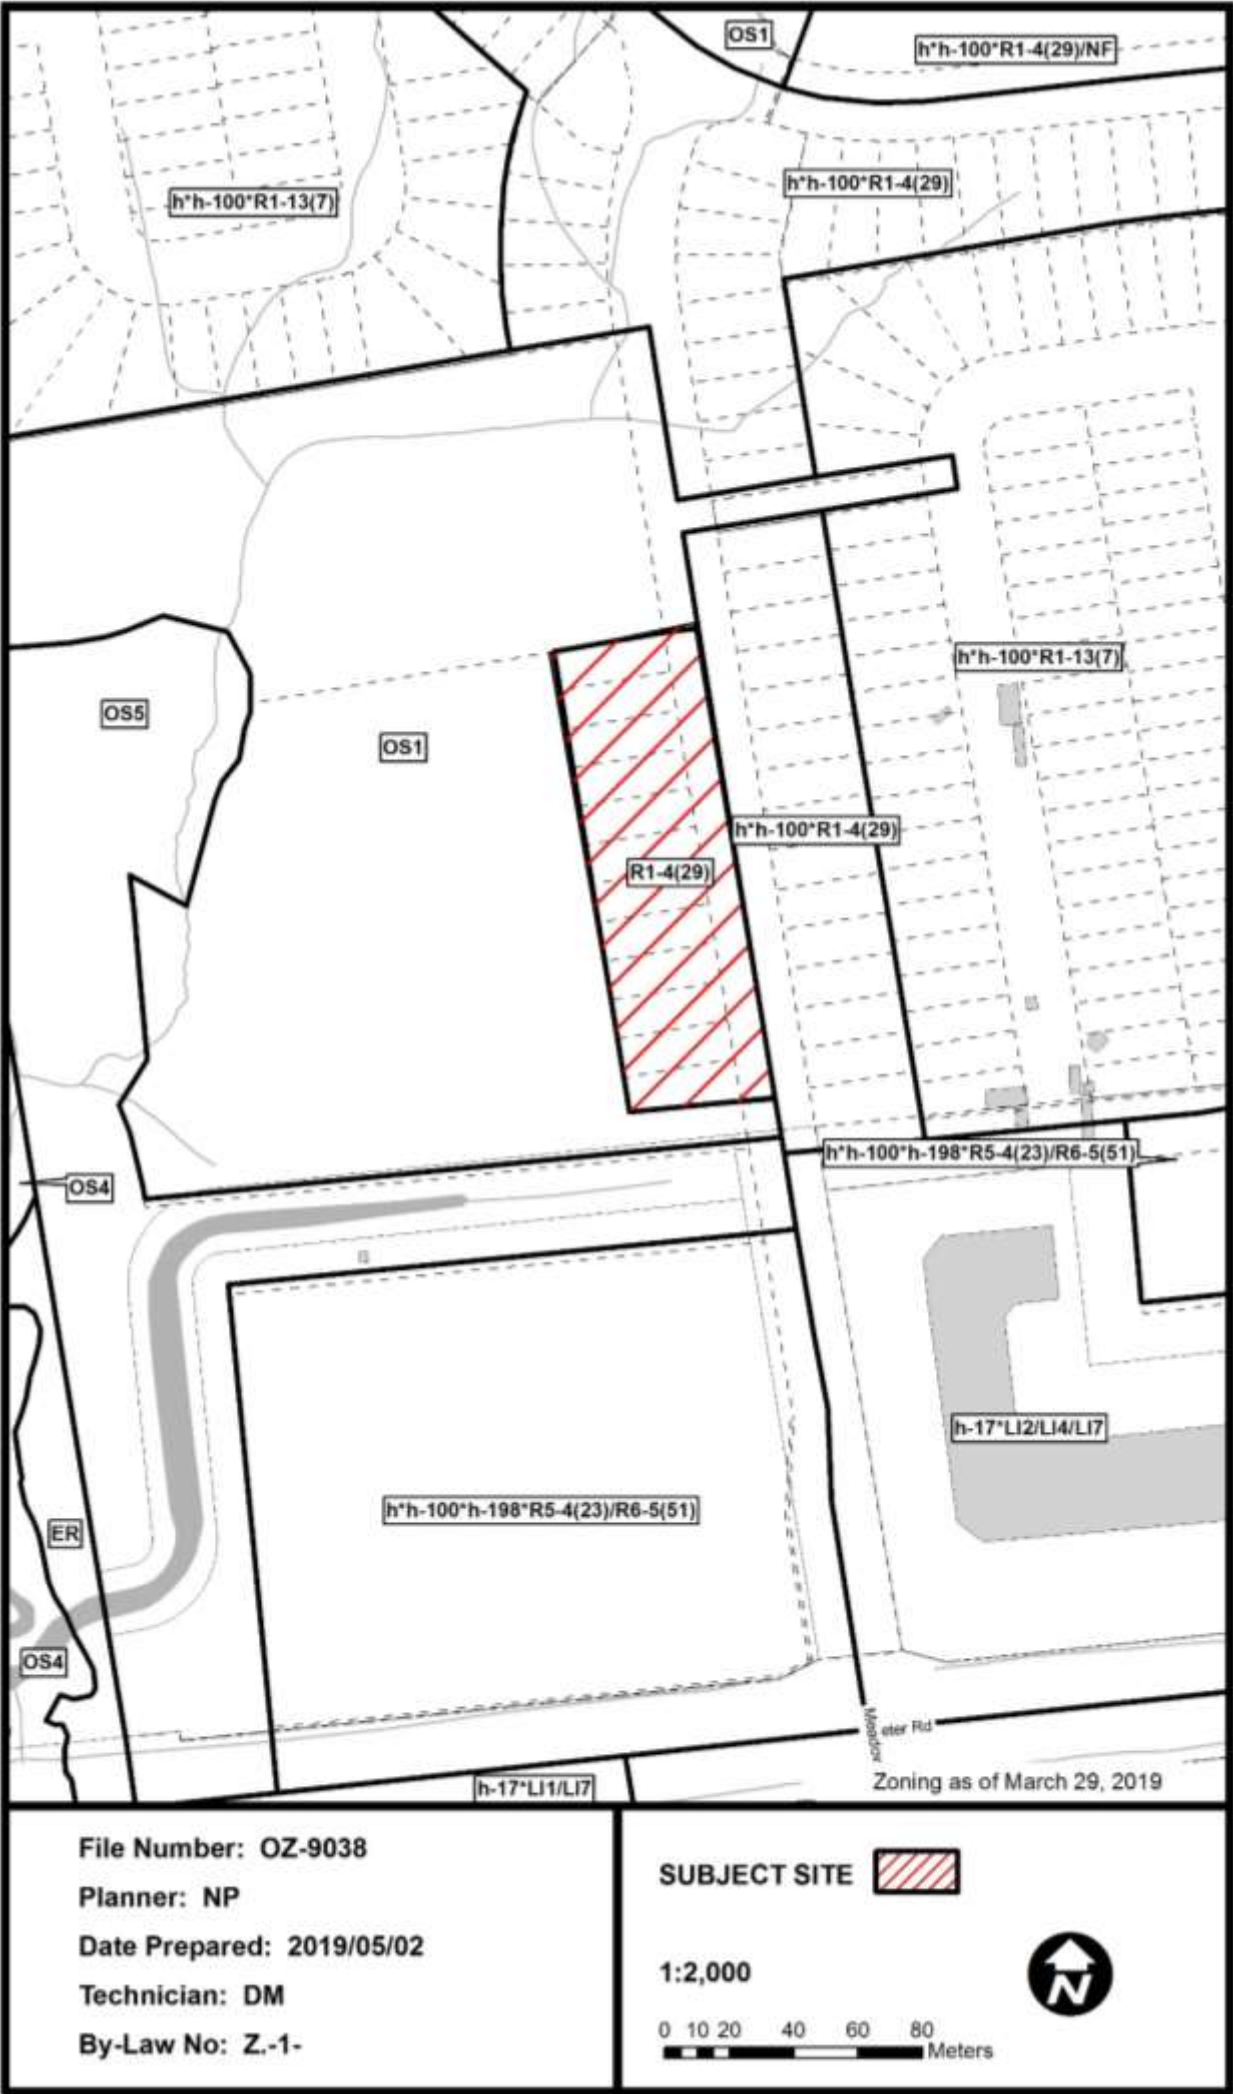 OS1
h*h-100*R1-4(29)/NF
h*h-100*R1-4(29)
h*h-100*R1-13(7)
h*h-100*R1-13(7)
OS5
OS1
h*h-100*R1-4(29)
R1-4(29)
h*h-100*h-198*R5-4(23)/R6-5(51)
OS4
h-17*LI2/LI4/LI7
h*h-100*h-198*R5-4(23)/R6-5(51)
ER
OS4
eter Rd
h-17*LI1/LI7
Zoning as of March 29, 2019
File Number: OZ-9038
Planner: NP
Date Prepared: 2019/05/02
Technician: DM
By-Law No: Z.-1-
SUBJECT SITE
1:2,000
N
0 10 20 40 60 80
Meters